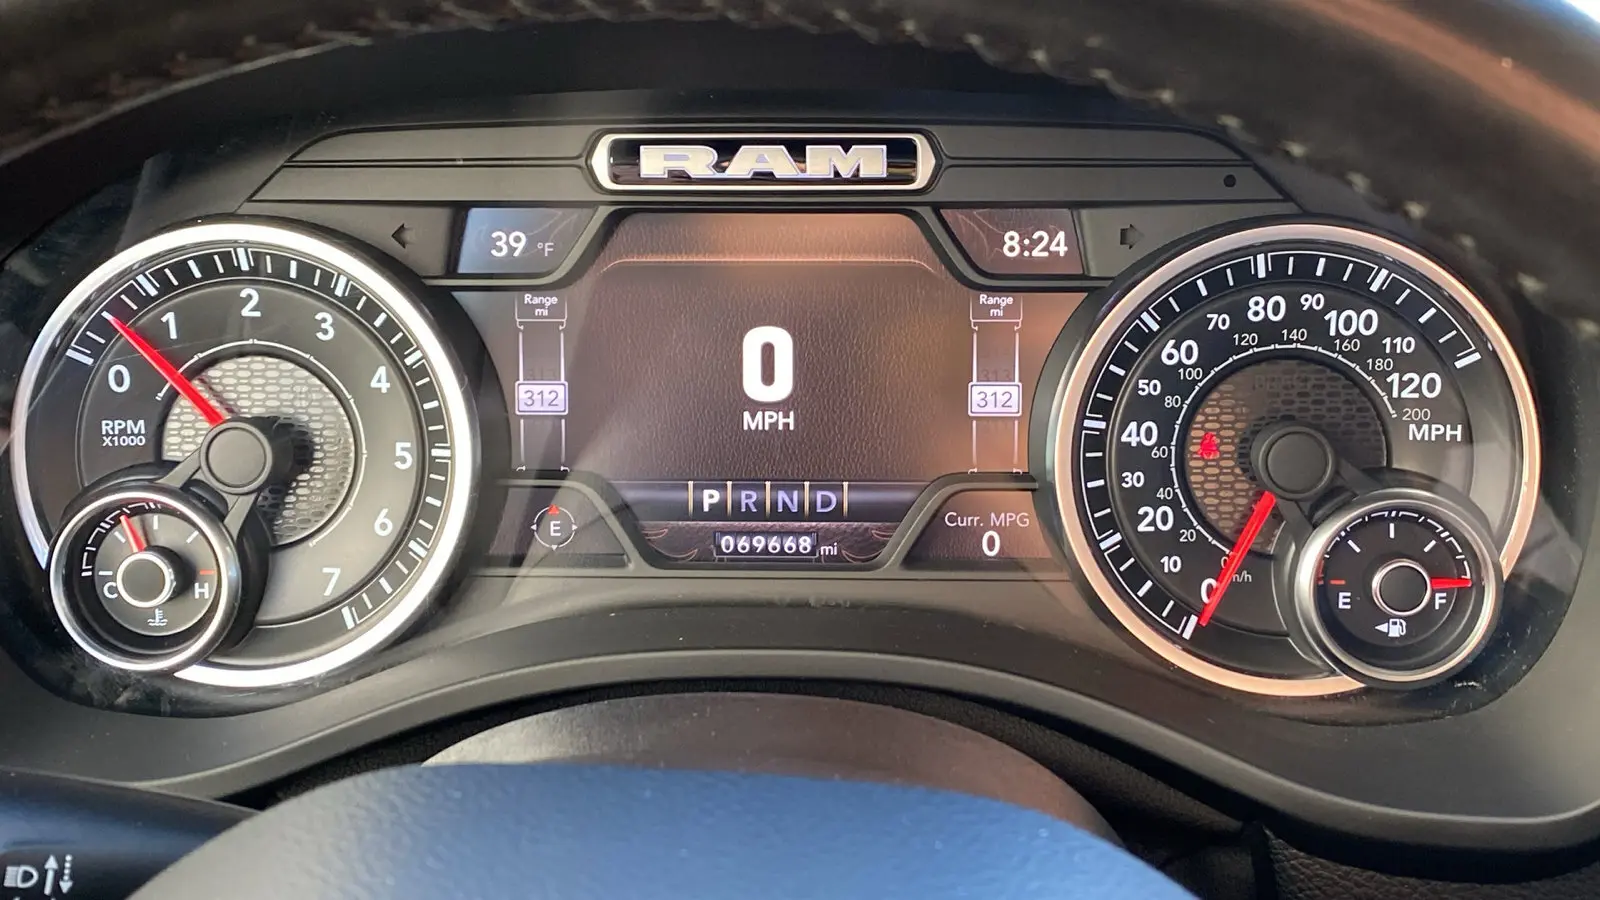 RAM
39 °F
8:24
Range
mi
312
0
MPH
Range
mi
312
P R N D
069668 mi
E
Curr. MPG
0
0 1 2 3 4 5 6 7
RPM
X1000
C H
0 10 20 30 40 50 60 70 80 90 100 110 120
MPH
20 40 60 80 100 120 140 160 180 200
E F